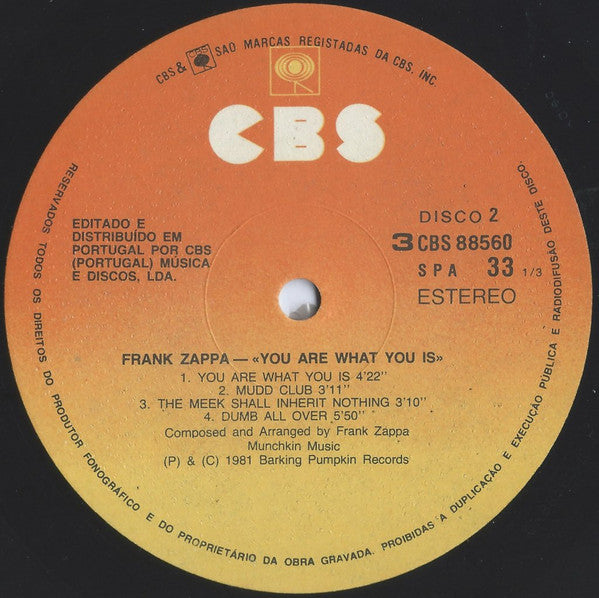 CBS & CBS SAO MARCAS REGISTADAS DA CBS, INC.
CBS
EDITADO E
DISTRIBUÍDO EM
PORTUGAL POR CBS
(PORTUGAL) MÚSICA
E DISCOS, LDA.
DISCO 2
3 CBS 88560
SPA 33 1/3
ESTEREO
FRANK ZAPPA — «YOU ARE WHAT YOU IS»
1. YOU ARE WHAT YOU IS 4'22''
2. MUDD CLUB 3'11''
3. THE MEEK SHALL INHERIT NOTHING 3'10''
4. DUMB ALL OVER 5'50''
Composed and Arranged by Frank Zappa
Munchkin Music
(P) & (C) 1981 Barking Pumpkin Records
RESERVADOS TODOS OS DIREITOS DO PRODUTOR FONOGRÁFICO E DO PROPRIETÁRIO DA OBRA GRAVADA. PROIBIDAS A DUPLICAÇÃO E EXECUÇÃO PÚBLICA E RADIODIFUSÃO DESTE DISCO.